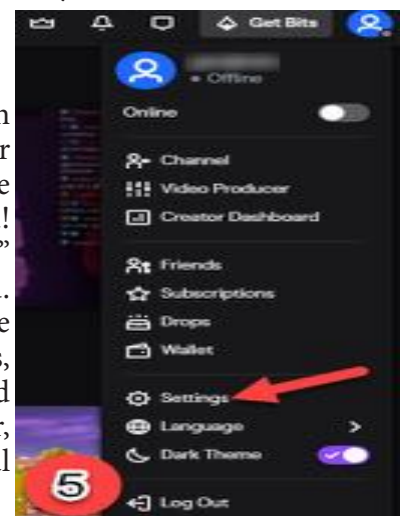 Get Bits
Offline
Online
Channel
Video Producer
Creator Dashboard
Friends
Subscriptions
Drops
Wallet
Settings
Language
Dark Theme
5
Log Out